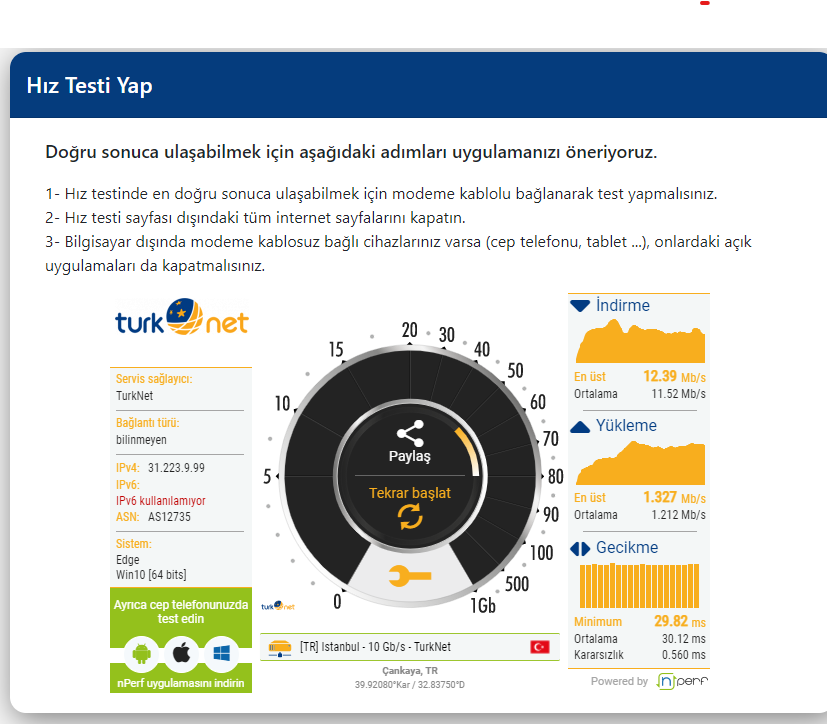 Hız Testi Yap
Doğru sonuca ulaşabilmek için aşağıdaki adımları uygulamanızı öneriyoruz.
1- Hız testinde en doğru sonuca ulaşabilmek için modeme kablolu bağlanarak test yapmalısınız.
2- Hız testi sayfası dışındaki tüm internet sayfalarını kapatın.
3- Bilgisayar dışında modeme kablosuz bağlı cihazlarınız varsa (cep telefonu, tablet ...), onlardaki açık
uygulamaları da kapatmalısınız.
turknet
Servis sağlayıcı:
TurkNet
Bağlantı türü:
bilinmeyen
IPv4: 31.223.9.99
IPv6:
IPv6 kullanılamıyor
ASN: AS12735
Sistem:
Edge
Win10 [64 bits]
Ayrıca cep telefonunuzda
test edin
nPerf uygulamasını indirin
0
5
10
15
20
30
40
50
60
70
80
90
100
500
1Gb
Paylaş
Tekrar başlat
turknet
[TR] Istanbul - 10 Gb/s - TurkNet
Çankaya, TR
39.92080°Kar / 32.83750°D
İndirme
En üst 12.39 Mb/s
Ortalama 11.52 Mb/s
Yükleme
En üst 1.327 Mb/s
Ortalama 1.212 Mb/s
Gecikme
Minimum 29.82 ms
Ortalama 30.12 ms
Kararsızlık 0.560 ms
Powered by nperf